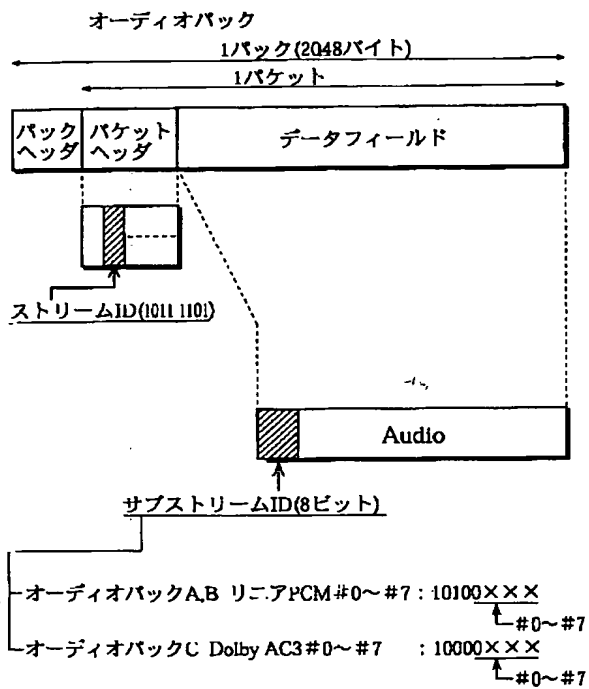 オーディオパック
1パック(2048バイト)
1パケット
パック
ヘッダ
パケット
ヘッダ
データフィールド
ストリームID(1011 1101)
Audio
サブストリームID(8ビット)
オーディオパックA,B リニアPCM#0～#7 : 10100×××
#0～#7
オーディオパックC Dolby AC3#0～#7 : 10000×××
#0～#7